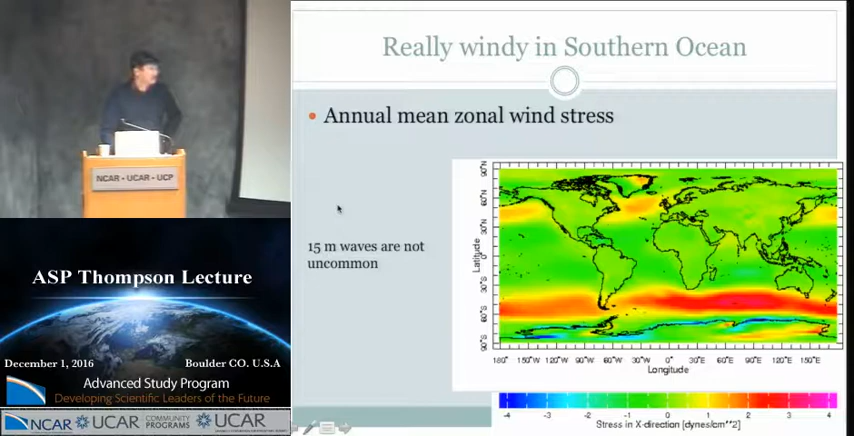 Really windy in Southern Ocean
• Annual mean zonal wind stress
15 m waves are not
uncommon
90°N
60°N
30°N
0°
30°S
60°S
90°S
Latitude
180° 150°W 120°W 90°W 60°W 30°W 0° 30°E 60°E 90°E 120°E 150°E
Longitude
-4 -3 -2 -1 0 1 2 3 4
Stress in X-direction [dynes/cm**2]
NCAR - UCAR - UCP
ASP Thompson Lecture
December 1, 2016 Boulder CO. U.S.A
Advanced Study Program
Developing Scientific Leaders of the Future
NCAR UCAR COMMUNITY PROGRAMS UCAR